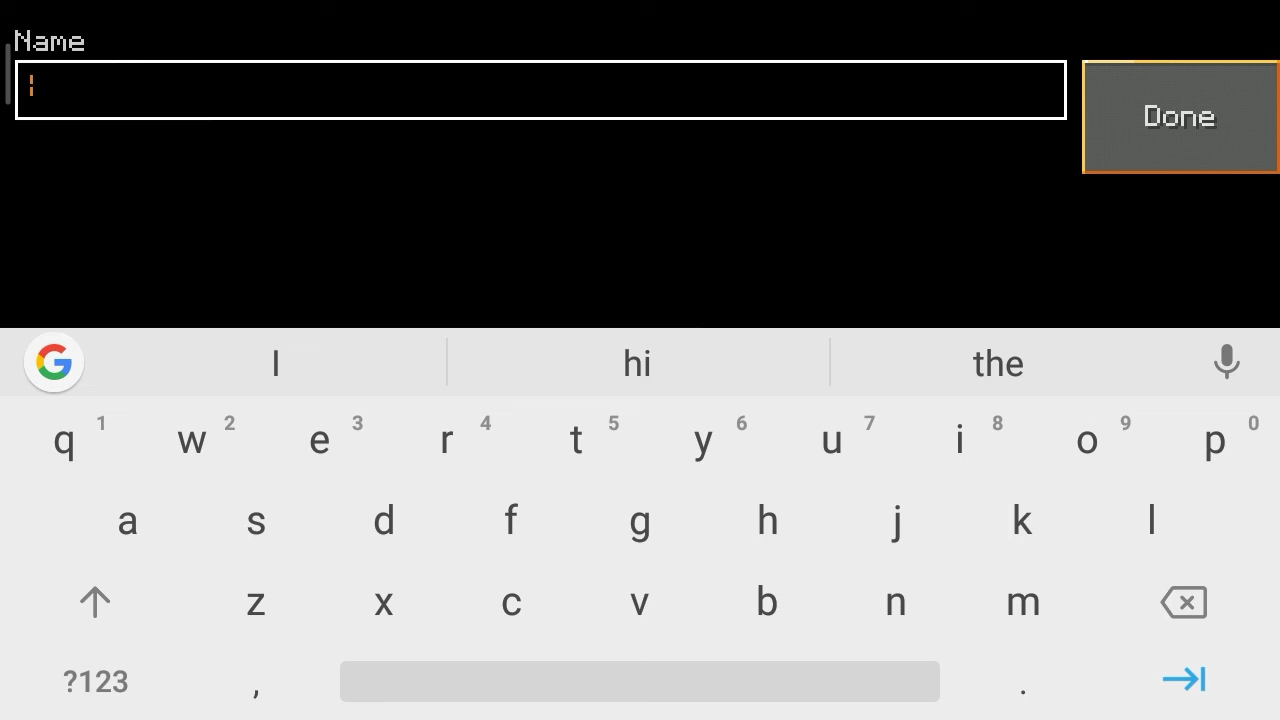 Name
Done
I hi the
q 1 w 2 e 3 r 4 t 5 y 6 u 7 i 8 o 9 p 0
a s d f g h j k l
z x c v b n m
?123 , .